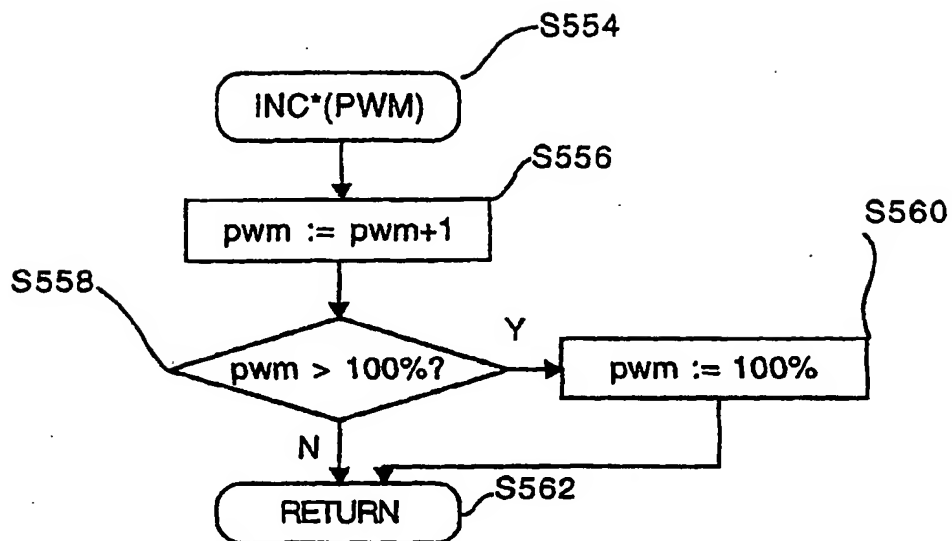 S554
INC*(PWM)
S556
pwm := pwm+1
S560
S558
pwm > 100%?
Y
pwm := 100%
N
S562
RETURN